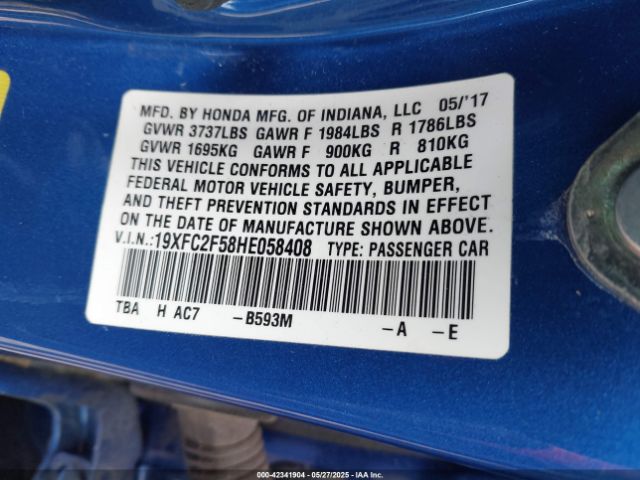 MFD. BY HONDA MFG. OF INDIANA, LLC 05/'17
GVWR 3737LBS GAWR F 1984LBS R 1786LBS
GVWR 1695KG GAWR F 900KG R 810KG
THIS VEHICLE CONFORMS TO ALL APPLICABLE
FEDERAL MOTOR VEHICLE SAFETY, BUMPER,
AND THEFT PREVENTION STANDARDS IN EFFECT
ON THE DATE OF MANUFACTURE SHOWN ABOVE.
V.I.N.:19XFC2F58HE058408 TYPE: PASSENGER CAR
TBA H AC7 -B593M -A -E
000-42341904 - 05/27/2025 - IAA Inc.